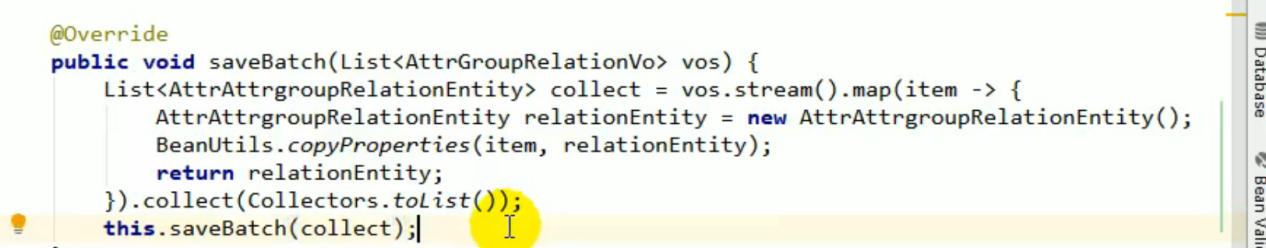 @Override
public void saveBatch(List<AttrGroupRelationVo> vos) {
List<AttrAttrgroupRelationEntity> collect = vos.stream().map(item -> {
AttrAttrgroupRelationEntity relationEntity = new AttrAttrgroupRelationEntity();
BeanUtils.copyProperties(item, relationEntity);
return relationEntity;
}).collect(Collectors.toList());
this.saveBatch(collect);
Database
Bean